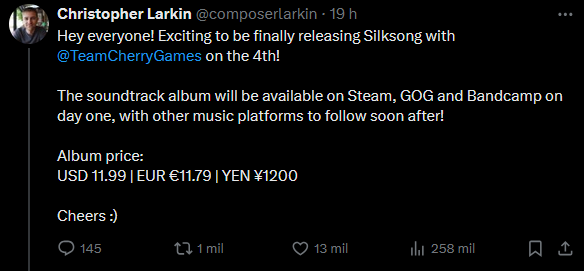 Christopher Larkin @composerlarkin · 19 h
Hey everyone! Exciting to be finally releasing Silksong with
@TeamCherryGames on the 4th!
The soundtrack album will be available on Steam, GOG and Bandcamp on
day one, with other music platforms to follow soon after!
Album price:
USD 11.99 | EUR €11.79 | YEN ¥1200
Cheers :)
145 1 mil 13 mil 258 mil